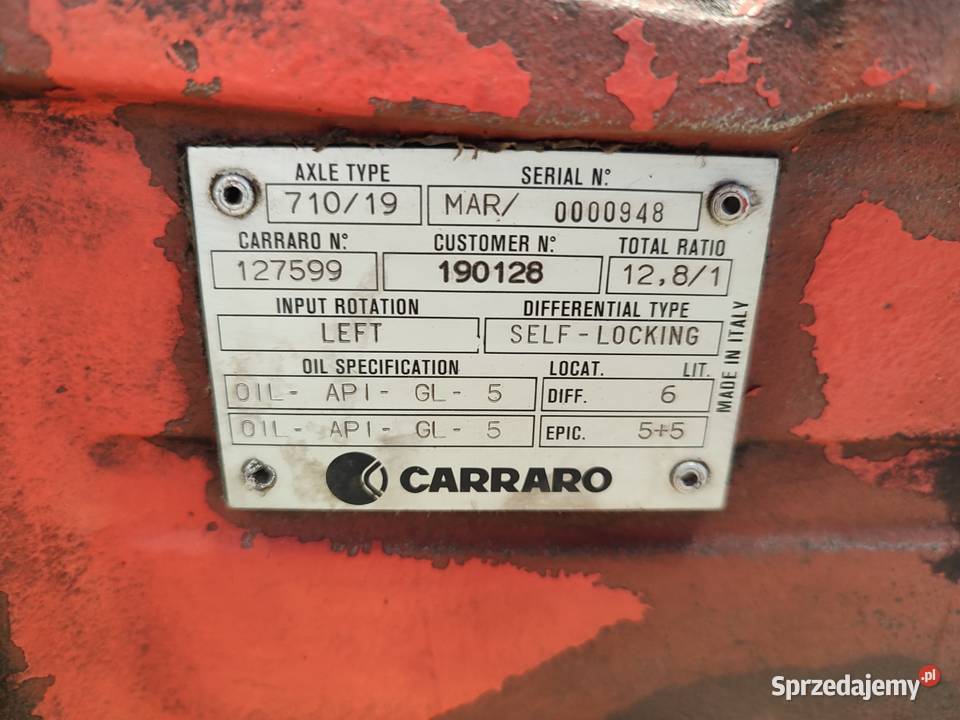 AXLE TYPE SERIAL N°
710/19 MAR/ 0000948
CARRARO N° CUSTOMER N° TOTAL RATIO
127599 190128 12,8/1
INPUT ROTATION DIFFERENTIAL TYPE
LEFT SELF-LOCKING
OIL SPECIFICATION LOCAT. LIT.
OIL- API- GL- 5 DIFF. 6
OIL- API- GL- 5 EPIC. 5+5
MADE IN ITALY
CARRARO
Sprzedajemy.pl